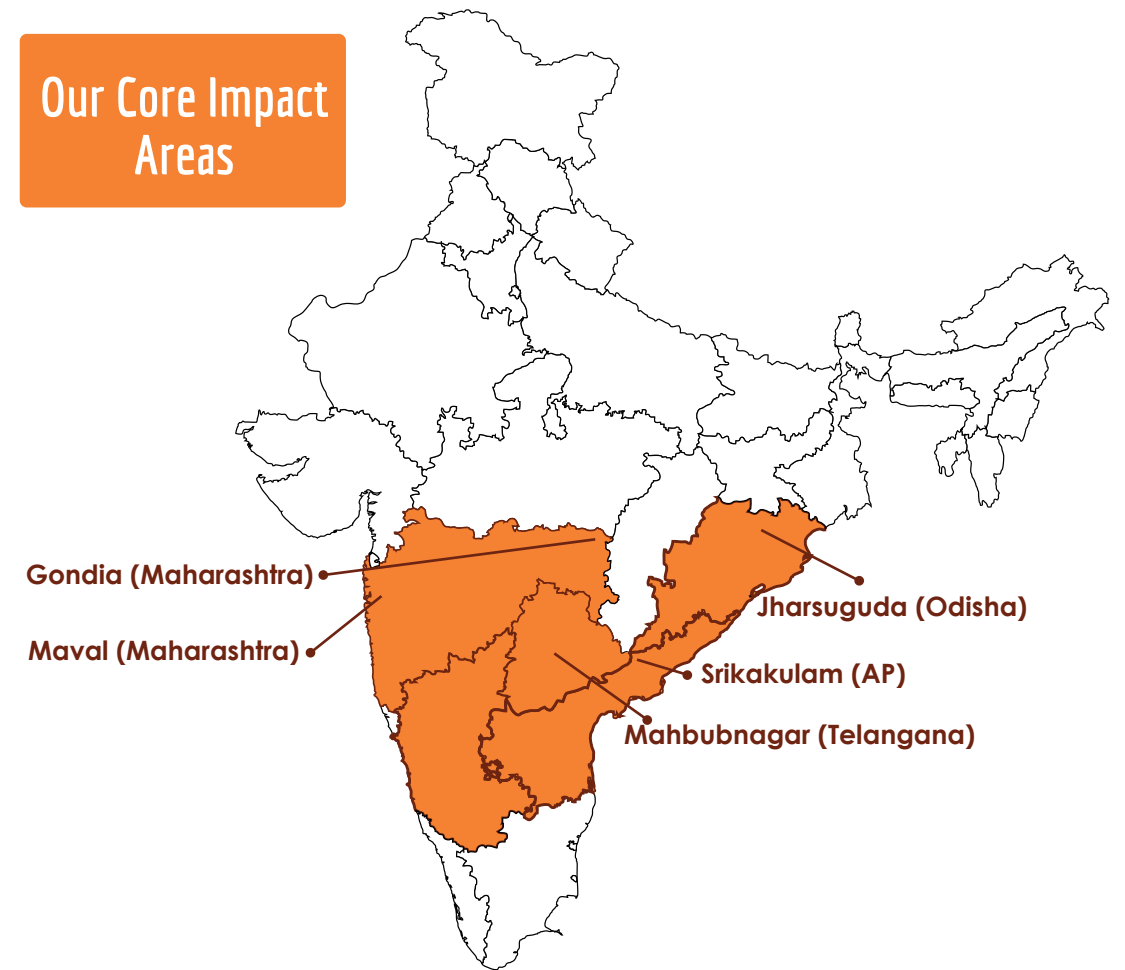 Our Core Impact
Areas
Gondia (Maharashtra)
Jharsuguda (Odisha)
Maval (Maharashtra)
Srikakulam (AP)
Mahbubnagar (Telangana)